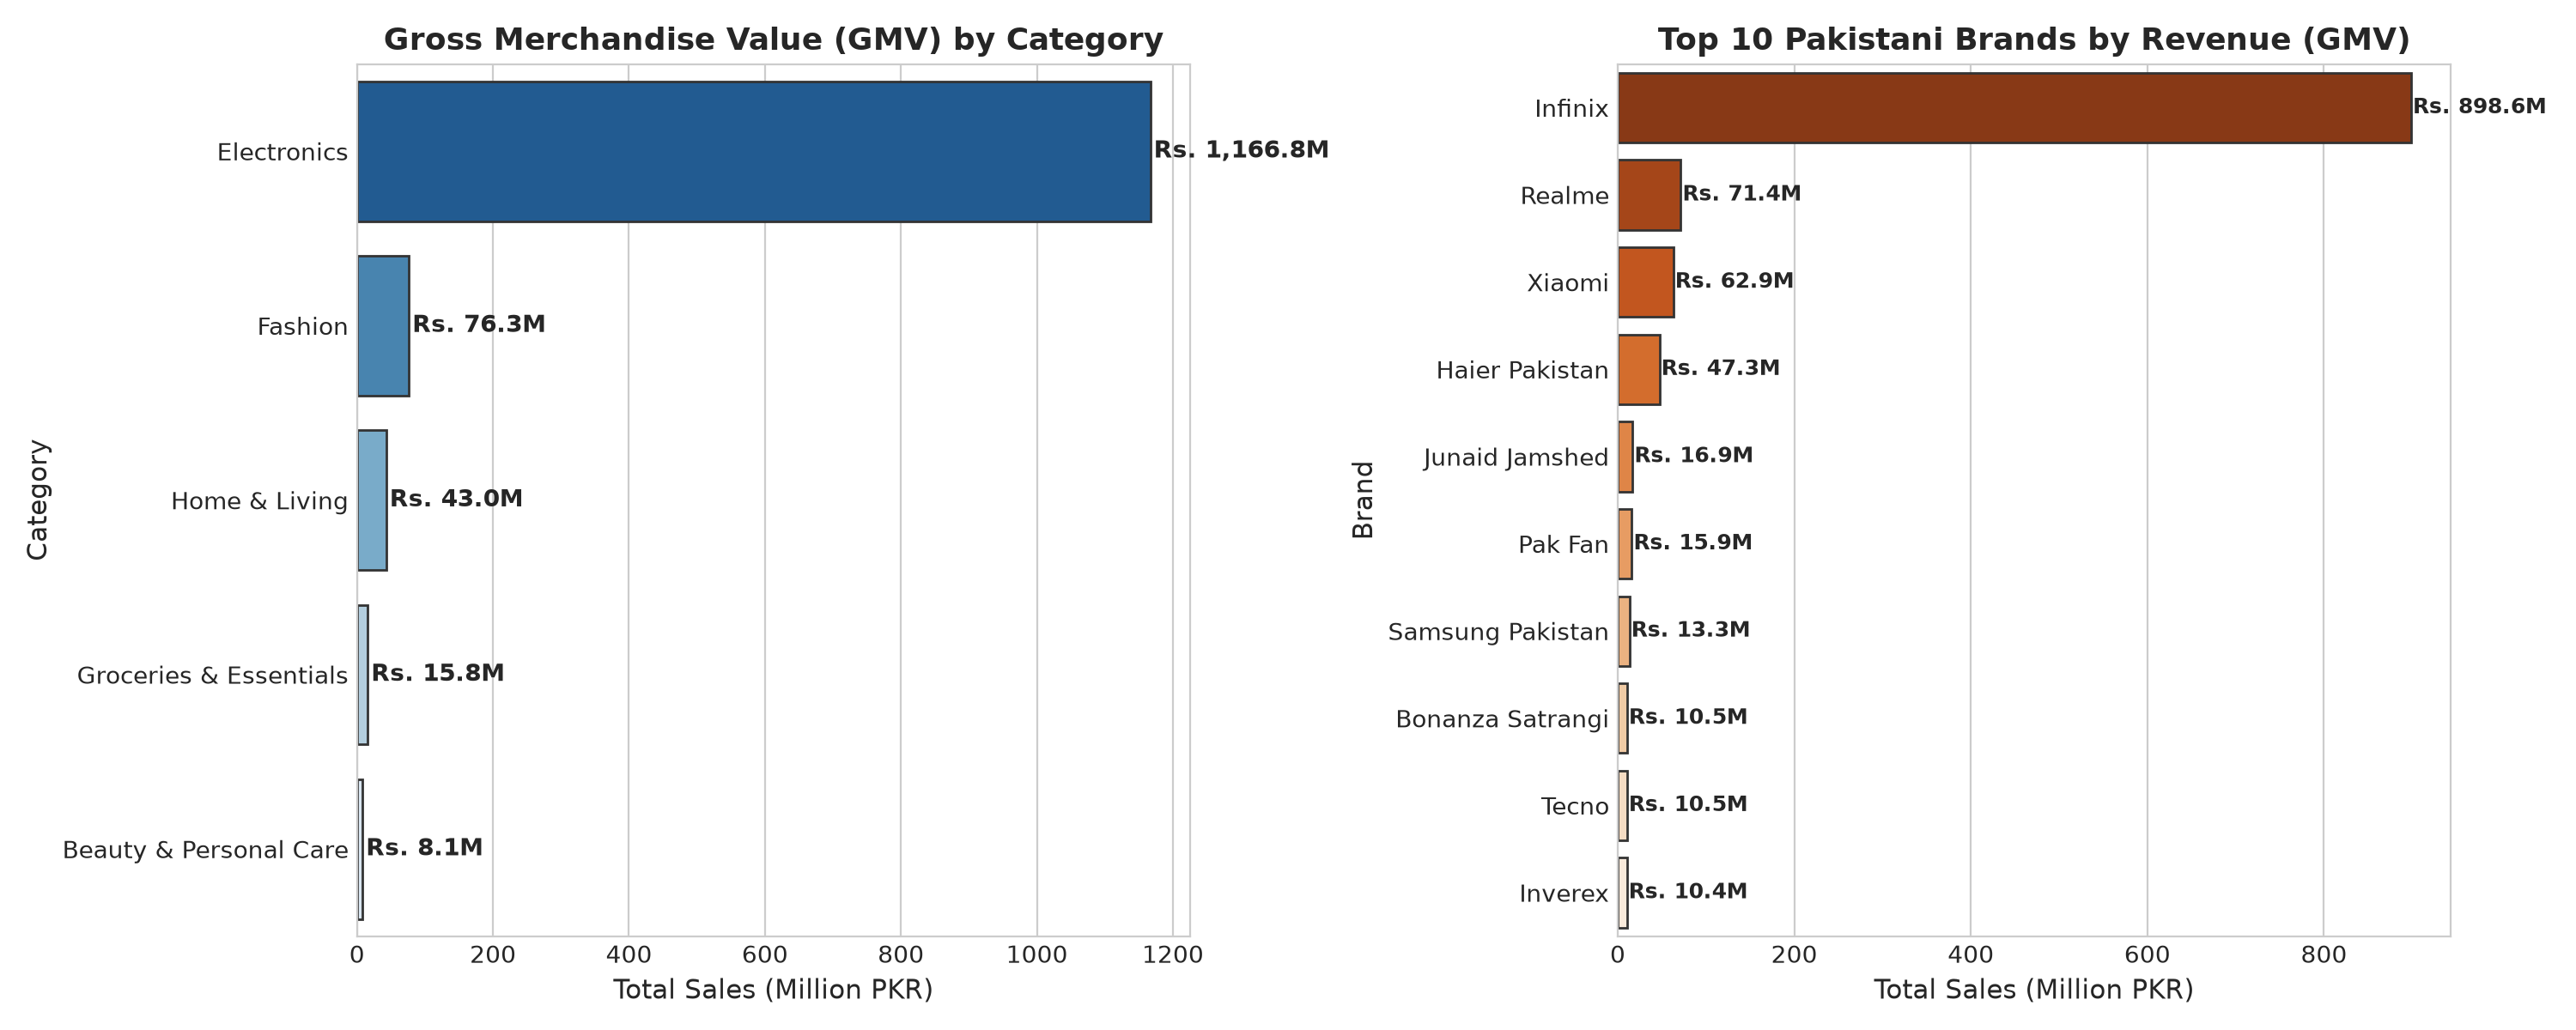 Gross Merchandise Value (GMV) by Category
Category
Electronics
Rs. 1,166.8M
Fashion
Rs. 76.3M
Home & Living
Rs. 43.0M
Groceries & Essentials
Rs. 15.8M
Beauty & Personal Care
Rs. 8.1M
0 200 400 600 800 1000 1200
Total Sales (Million PKR)
Top 10 Pakistani Brands by Revenue (GMV)
Brand
Infinix
Rs. 898.6M
Realme
Rs. 71.4M
Xiaomi
Rs. 62.9M
Haier Pakistan
Rs. 47.3M
Junaid Jamshed
Rs. 16.9M
Pak Fan
Rs. 15.9M
Samsung Pakistan
Rs. 13.3M
Bonanza Satrangi
Rs. 10.5M
Tecno
Rs. 10.5M
Inverex
Rs. 10.4M
0 200 400 600 800
Total Sales (Million PKR)